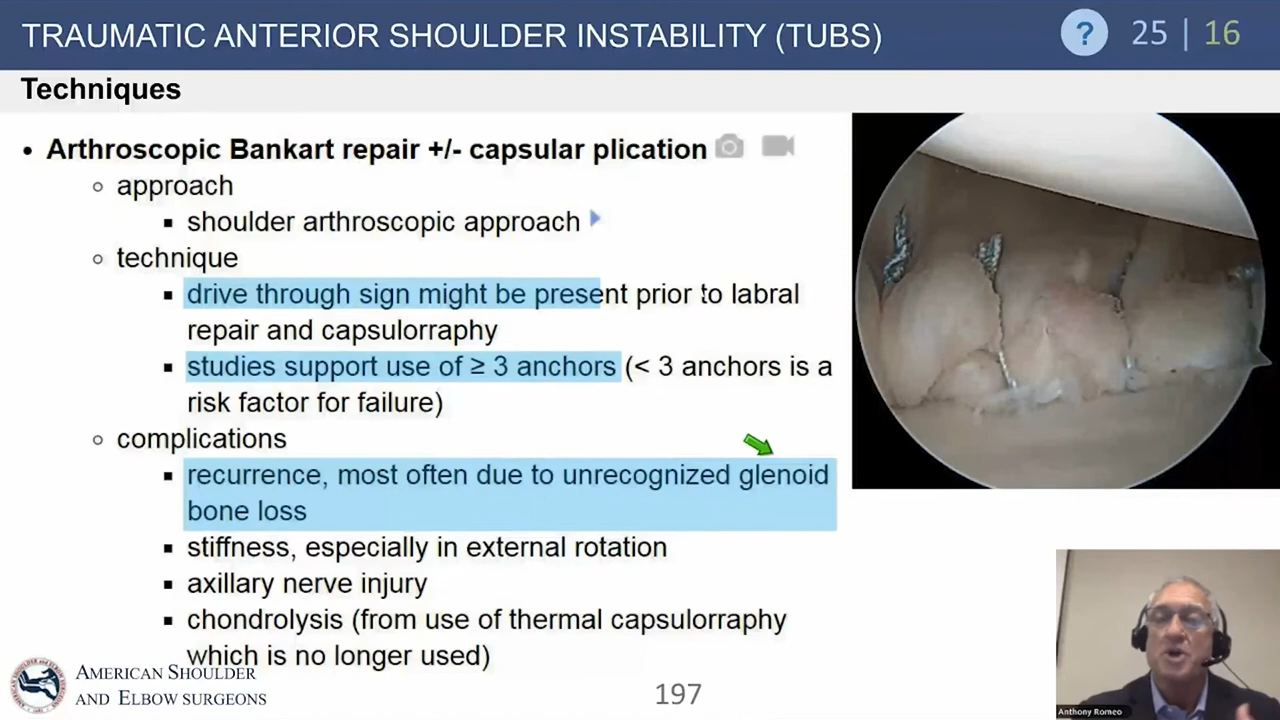 TRAUMATIC ANTERIOR SHOULDER INSTABILITY (TUBS)
? 25 | 16
Techniques
• Arthroscopic Bankart repair +/- capsular plication
○ approach
▪ shoulder arthroscopic approach
○ technique
▪ drive through sign might be present prior to labral
repair and capsulorraphy
▪ studies support use of ≥ 3 anchors (< 3 anchors is a
risk factor for failure)
○ complications
▪ recurrence, most often due to unrecognized glenoid
bone loss
▪ stiffness, especially in external rotation
▪ axillary nerve injury
▪ chondrolysis (from use of thermal capsulorraphy
which is no longer used)
AMERICAN SHOULDER
AND ELBOW SURGEONS
197
Anthony Romeo